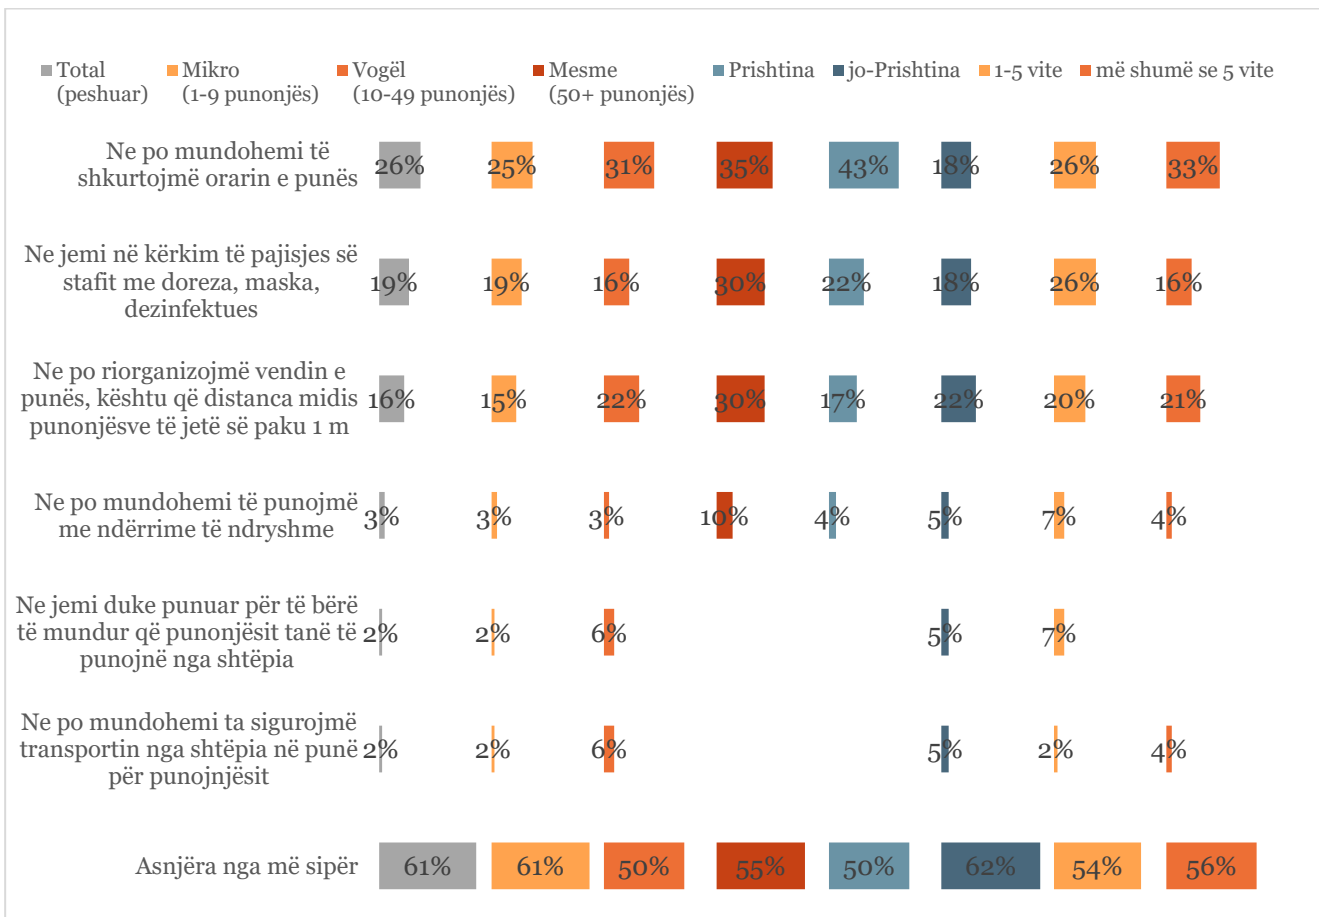 Total Mikro Vogël Mesme Prishtina jo-Prishtina 1-5 vite më shumë se 5 vite
(peshuar) (1-9 punonjës) (10-49 punonjës) (50+ punonjës)
Ne po mundohemi të
shkurtojmë orarin e punës
26% 25% 31% 35% 43% 18% 26% 33%
Ne jemi në kërkim të pajisjes së
stafit me doreza, maska,
dezinfektues
19% 19% 16% 30% 22% 18% 26% 16%
Ne po riorganizojmë vendin e
punës, kështu që distanca midis
punonjësve të jetë së paku 1 m
16% 15% 22% 30% 17% 22% 20% 21%
Ne po mundohemi të punojmë
me ndërrime të ndryshme
3% 3% 3% 10% 4% 5% 7% 4%
Ne jemi duke punuar për të bërë
të mundur që punonjësit tanë të
punojnë nga shtëpia
2% 2% 6% 5% 7%
Ne po mundohemi ta sigurojmë
transportin nga shtëpia në punë
për punojnjësit
2% 2% 6% 5% 2% 4%
Asnjëra nga më sipër
61% 61% 50% 55% 50% 62% 54% 56%